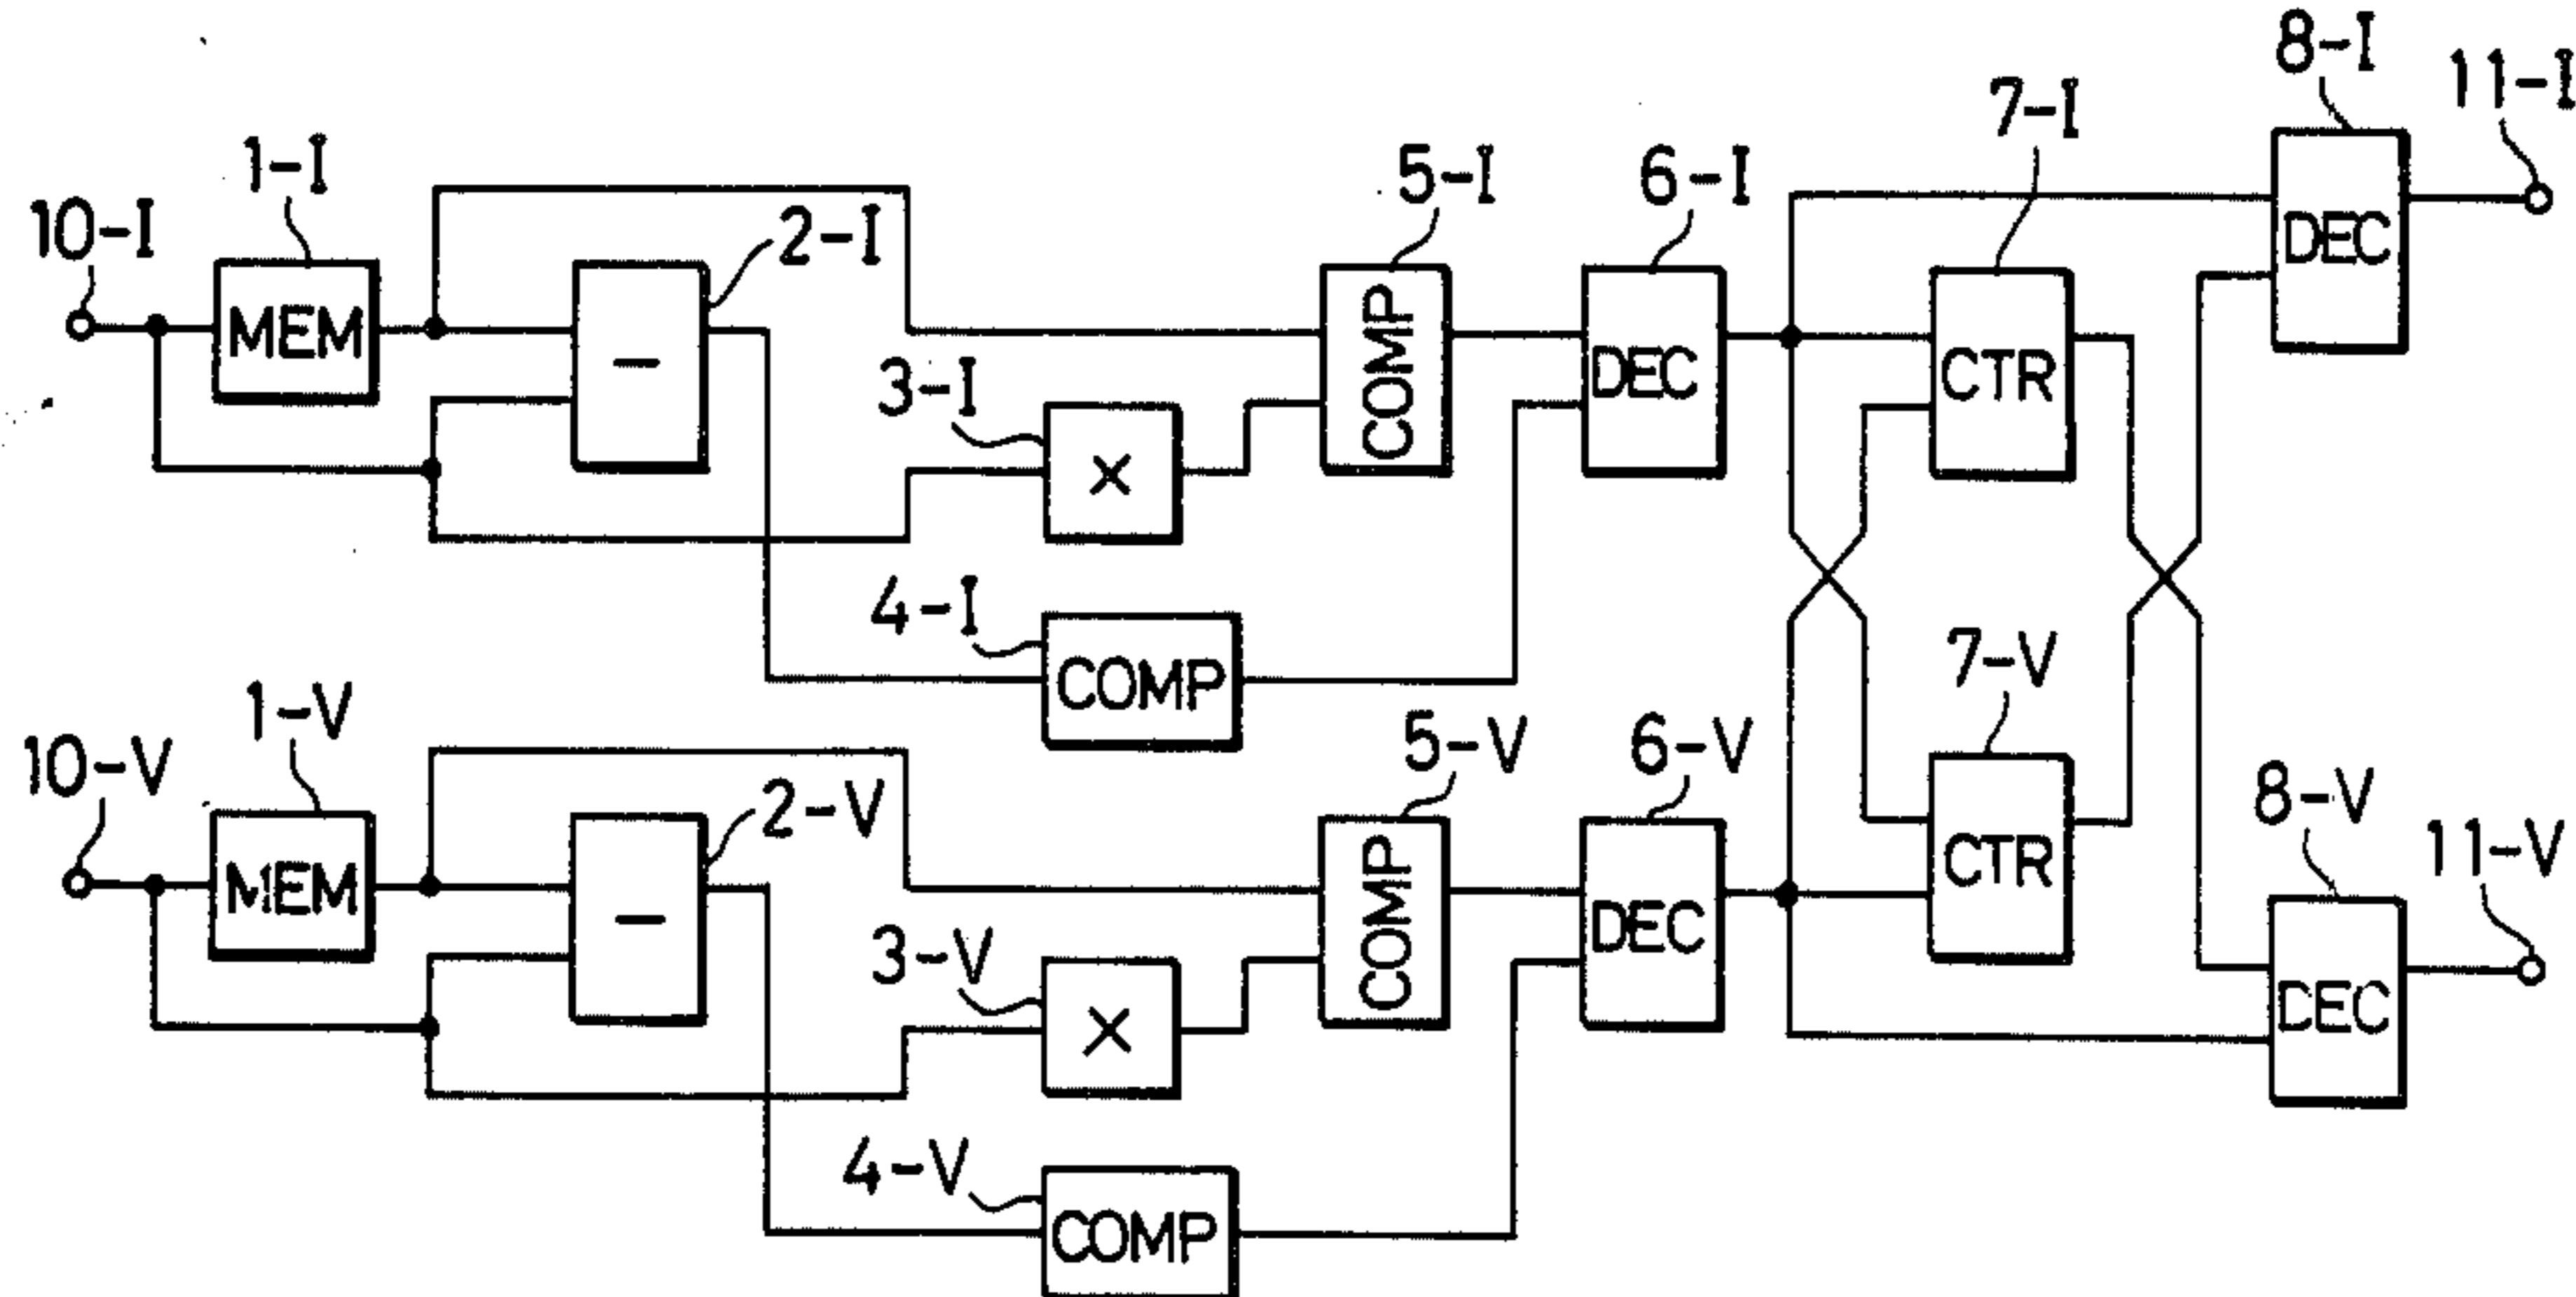 8-I
11-I
7-I
1-I
5-I
6-I
10-I
2-I
DEC
MEM
COMP
CTR
DEC
3-I
-
×
4-I
COMP
7-V
1-V
5-V
6-V
10-V
8-V
2-V
11-V
COMP
CTR
MEM
DEC
-
3-V
×
DEC
4-V
COMP